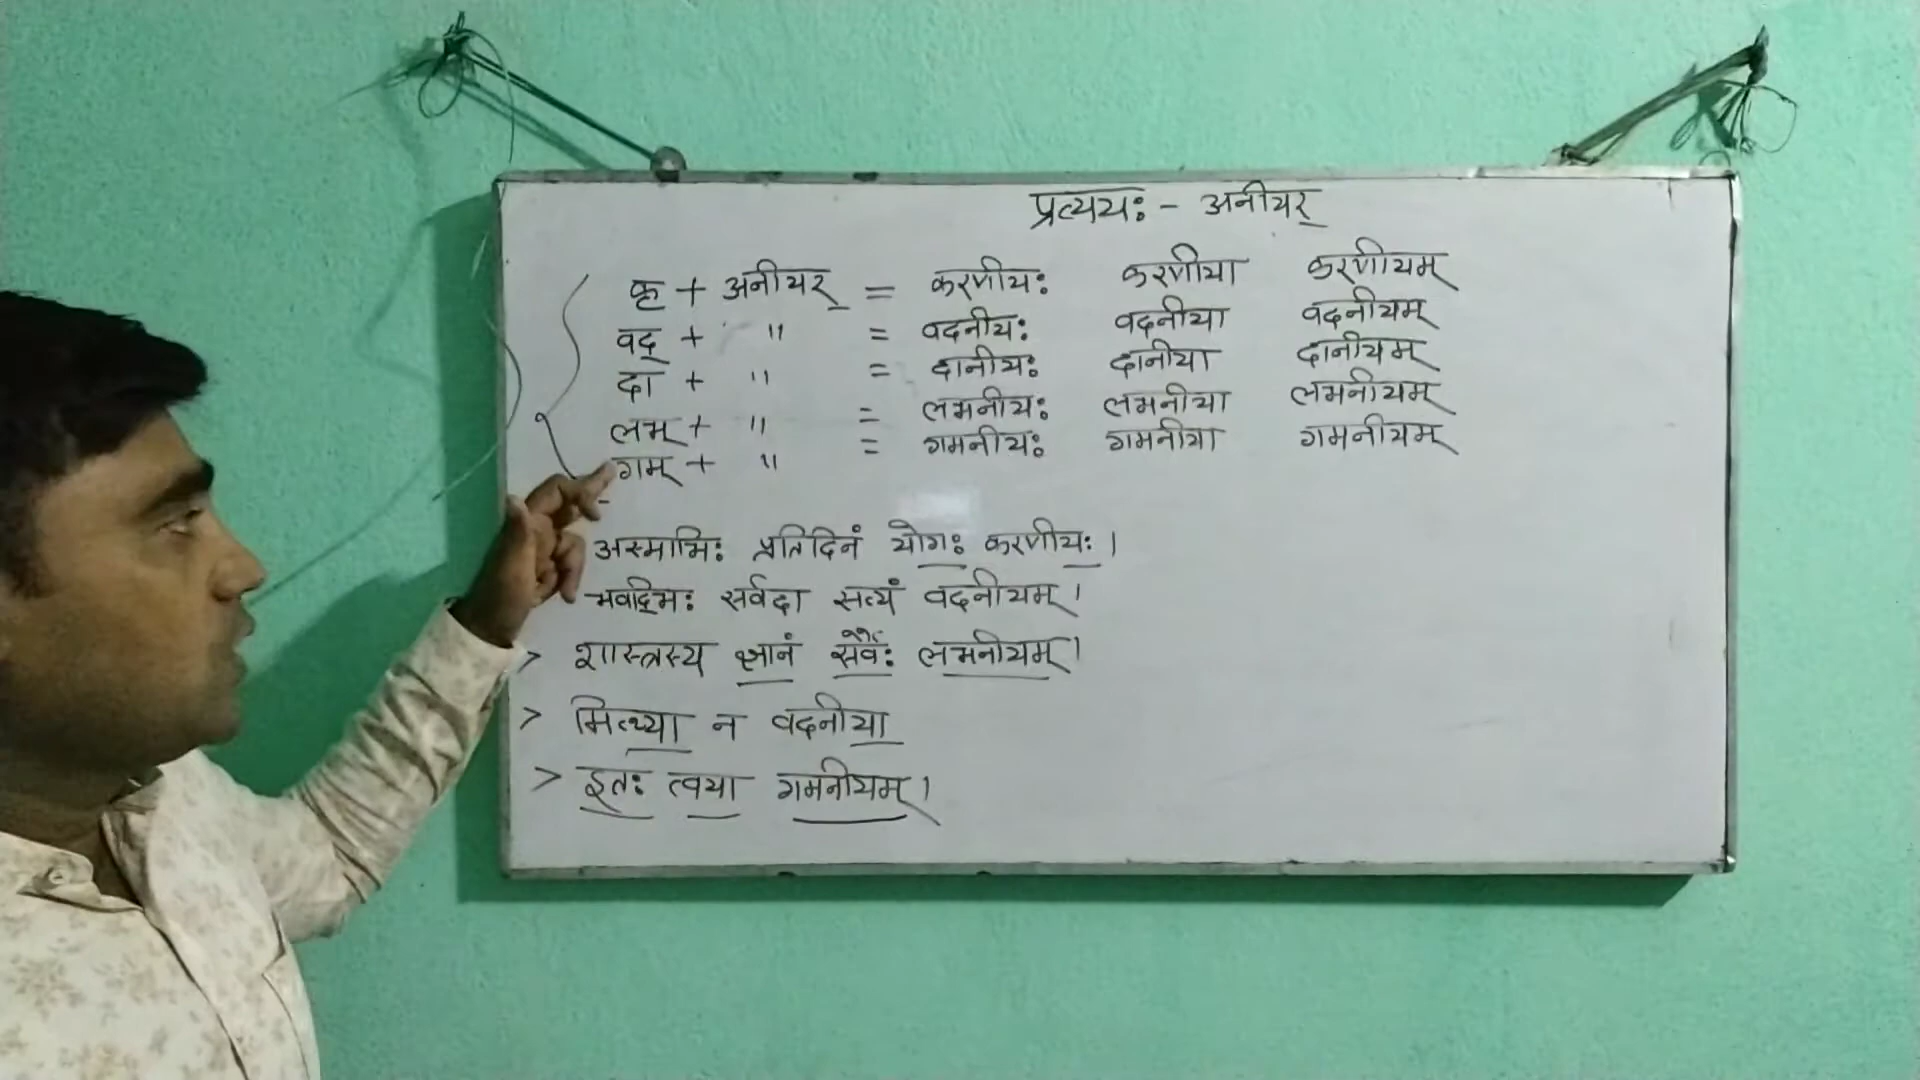 प्रत्ययः - अनीयर्
कृ + अनीयर् = करणीयः करणीया करणीयम्
वद् + " = वदनीयः वदनीया वदनीयम्
दा + " = दानीयः दानीया दानीयम्
लभ् + " = लभनीयः लभनीया लभनीयम्
गम् + " = गमनीयः गमनीया गमनीयम्
अस्माभिः प्रतिदिनं योगः करणीयः।
भवद्भिः सर्वदा सत्यं वदनीयम्।
> शास्त्रस्य ज्ञानं सर्वैः लभनीयम्।
> मिथ्या न वदनीया
> इतः त्वया गमनीयम्।